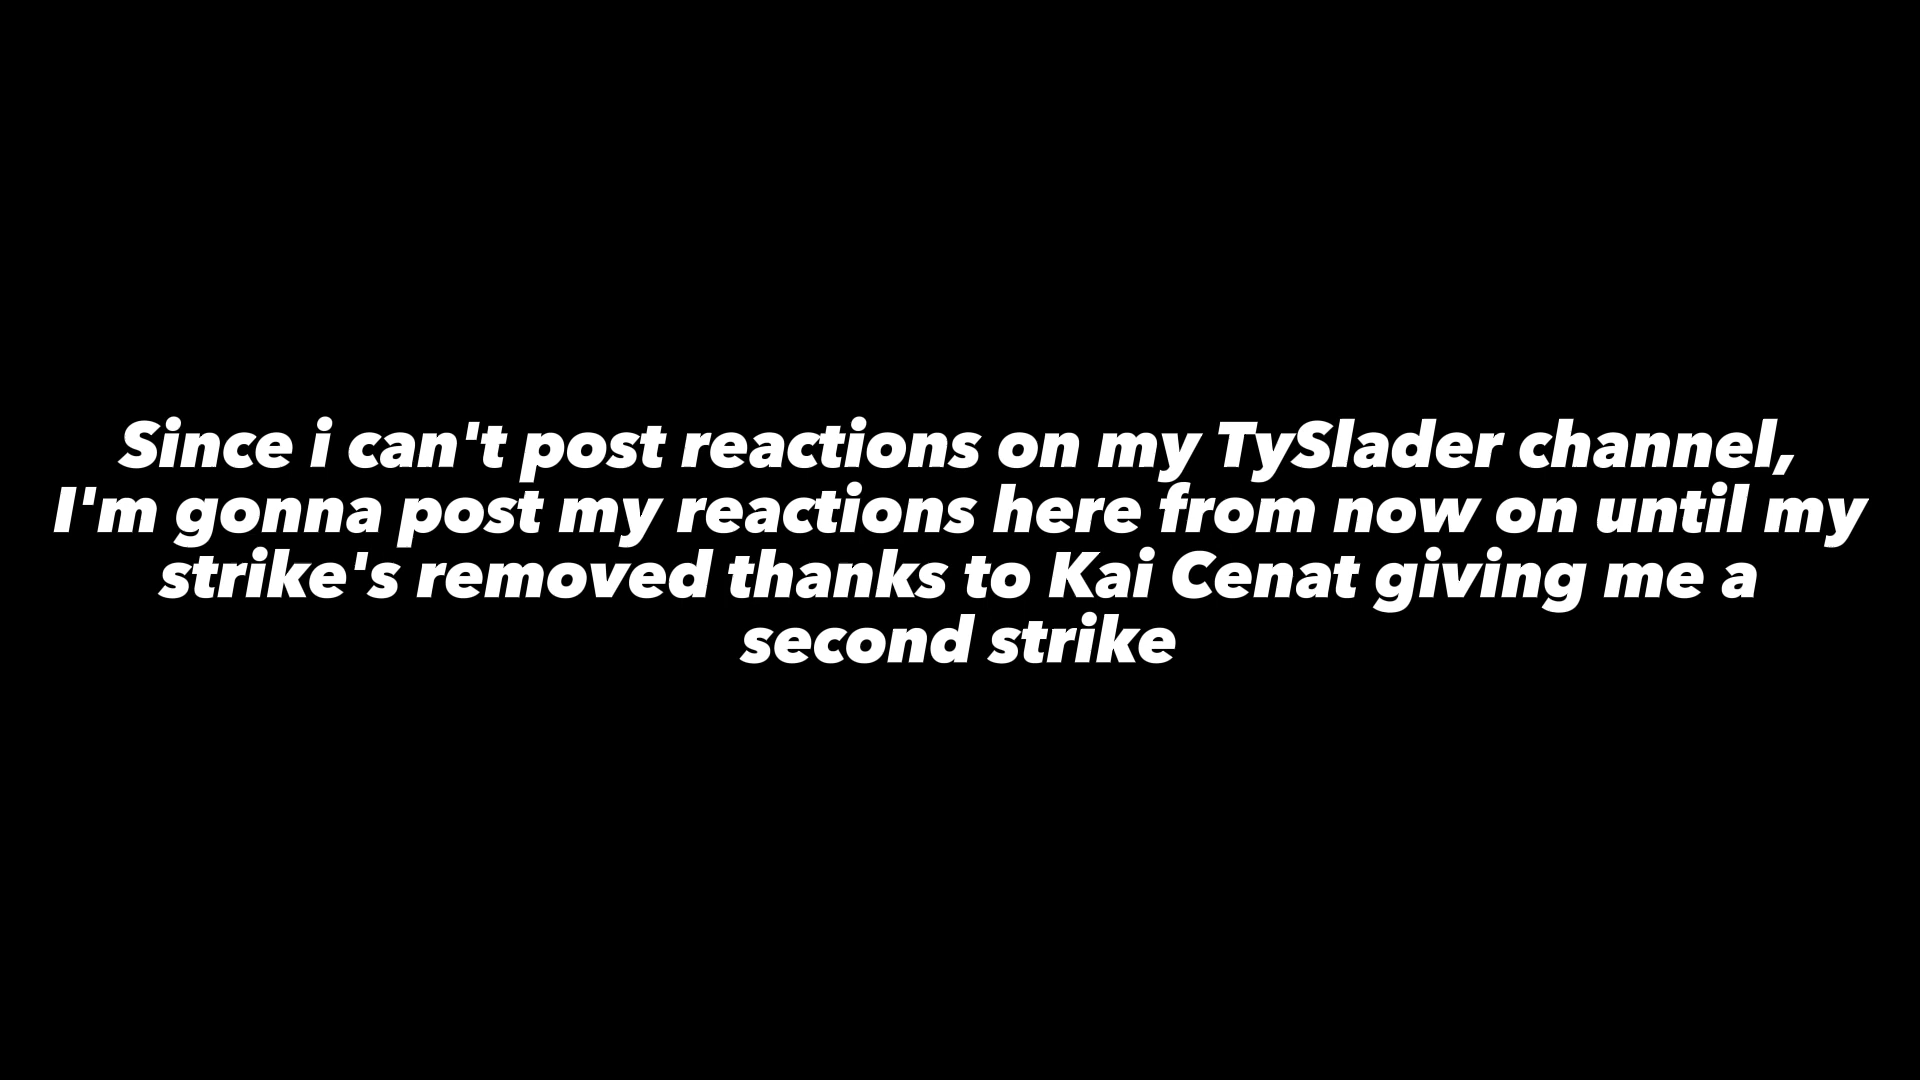 Since i can't post reactions on my TySlader channel,
I'm gonna post my reactions here from now on until my
strike's removed thanks to Kai Cenat giving me a
second strike